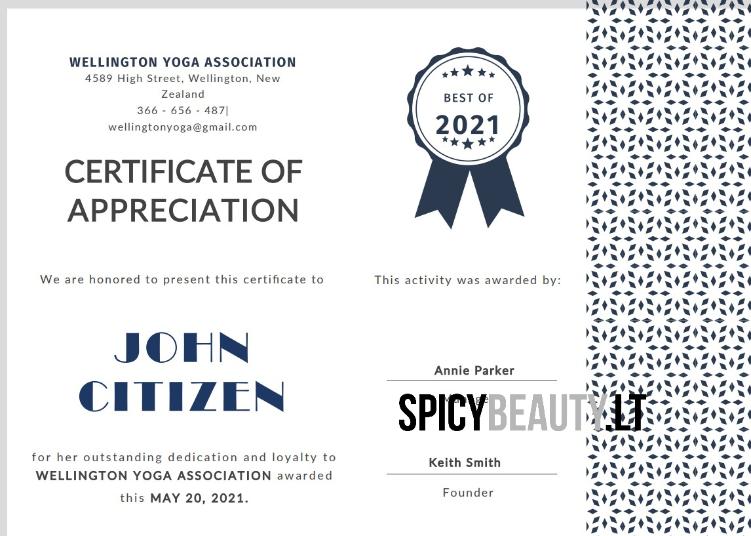 WELLINGTON YOGA ASSOCIATION
4589 High Street, Wellington, New
Zealand
366 - 656 - 487|
wellingtonyoga@gmail.com
CERTIFICATE OF
APPRECIATION
We are honored to present this certificate to
JOHN
CITIZEN
for her outstanding dedication and loyalty to
WELLINGTON YOGA ASSOCIATION awarded
this MAY 20, 2021.
BEST OF
2021
This activity was awarded by:
Annie Parker
SPICYBEAUTY.LT
Keith Smith
Founder